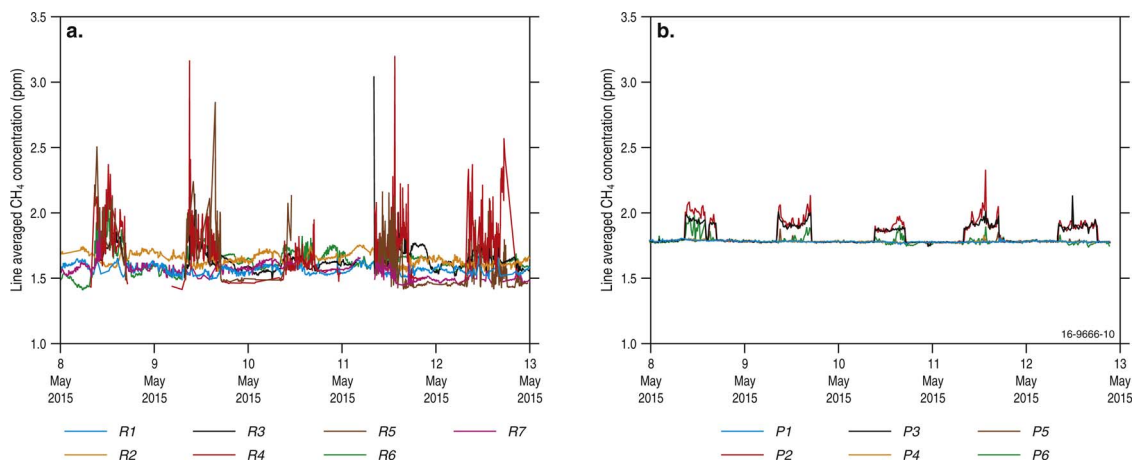 a.
Line averaged CH₄ concentration (ppm)
3.5
3.0
2.5
2.0
1.5
1.0
8 9 10 11 12 13
May May May May May May
2015 2015 2015 2015 2015 2015
R1 R3 R5 R7
R2 R4 R6
b.
Line averaged CH₄ concentration (ppm)
3.5
3.0
2.5
2.0
1.5
1.0
16-9666-10
8 9 10 11 12 13
May May May May May May
2015 2015 2015 2015 2015 2015
P1 P3 P5
P2 P4 P6